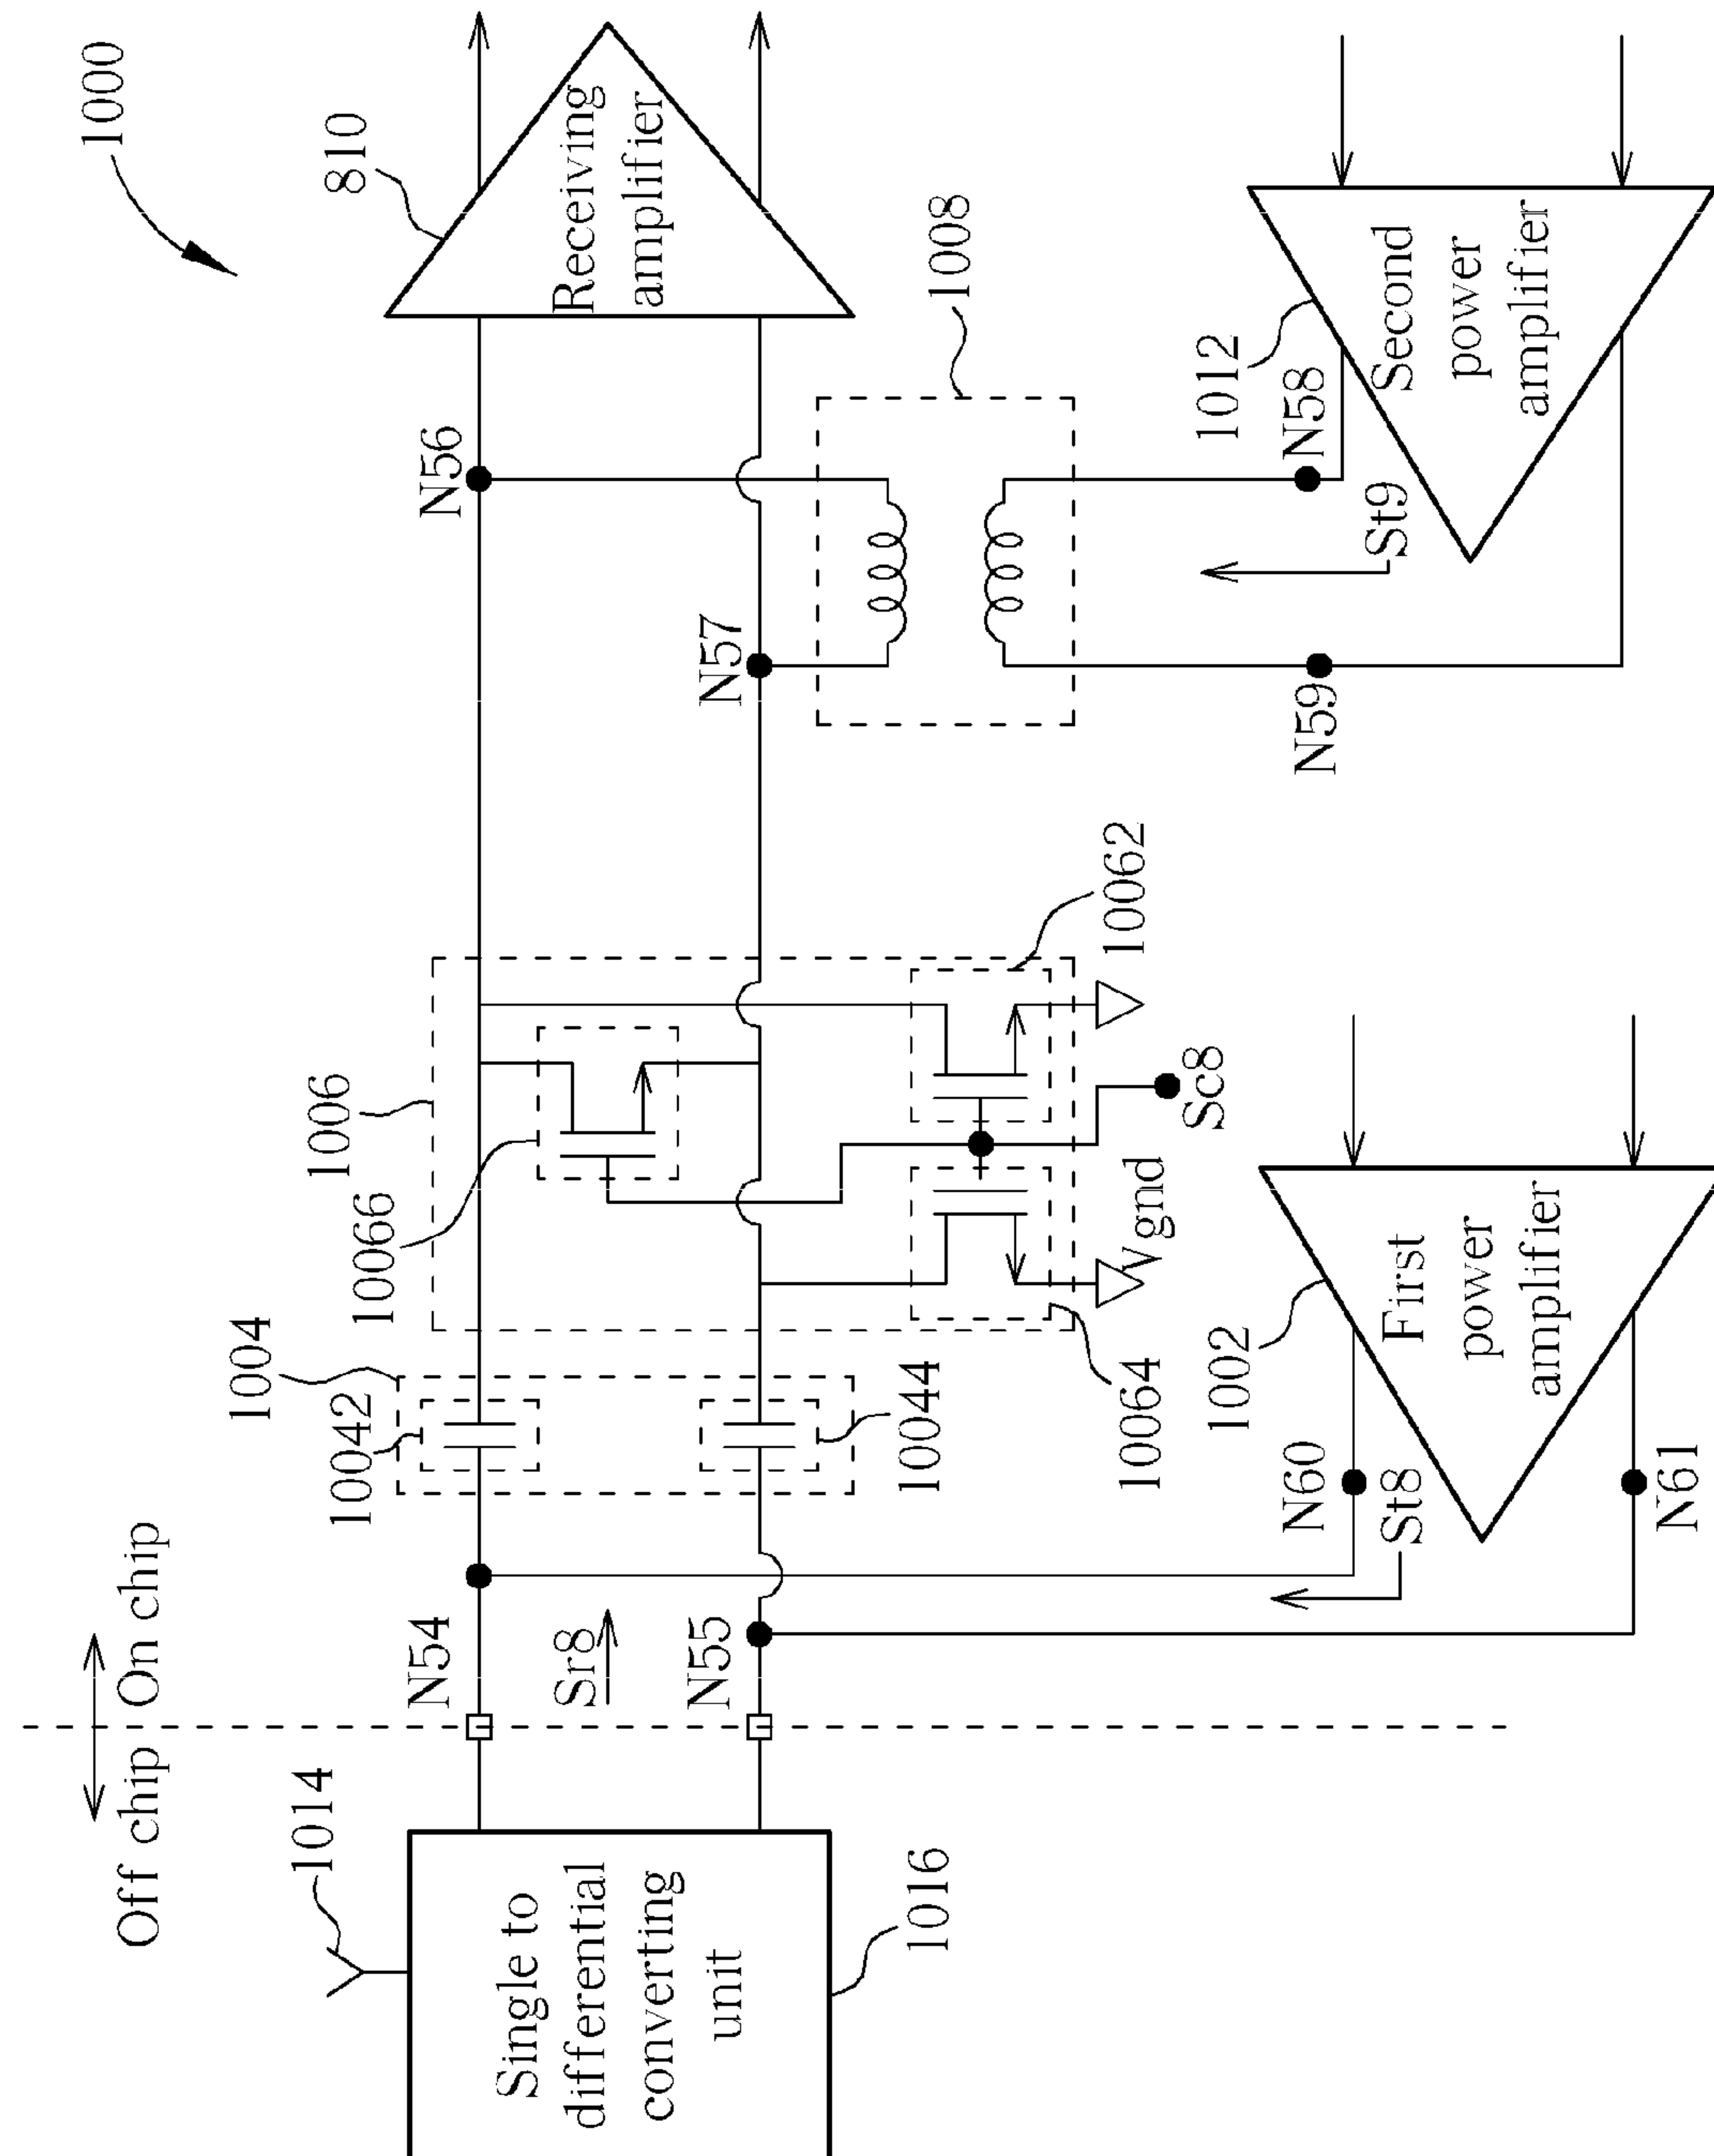 1000
Off chip
On chip
1014
Single to
differential
converting
unit
1016
N54
Sr8
N55
1004
10042
10044
1006
10066
10062
10064
Vgnd
Sc8
N56
N57
810
Receiving
amplifier
1008
N58
N59
St9
1012
Second
power
amplifier
1002
N60
St8
N61
First
power
amplifier